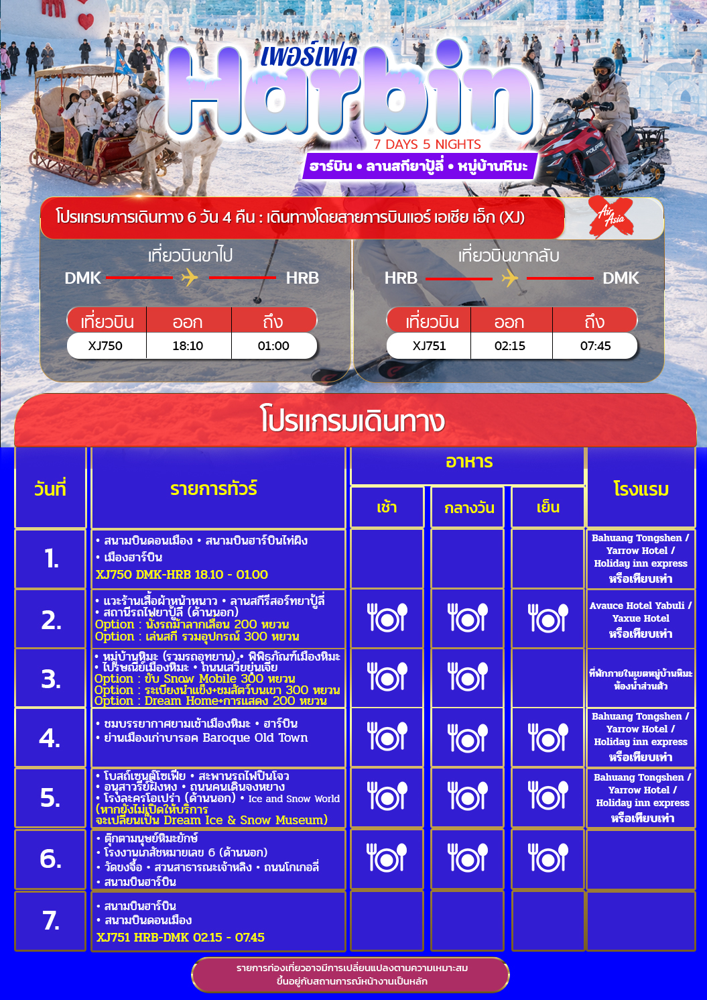 เพอร์เฟค
Harbin
7 DAYS 5 NIGHTS
ฮาร์บิน • ลานสกียาปู้ลี่ • หมู่บ้านหิมะ
โปรแกรมการเดินทาง 6 วัน 4 คืน : เดินทางโดยสายการบินแอร์ เอเชีย เอ็ก (XJ)
Air Asia X
เที่ยวบินขาไป
DMK HRB
เที่ยวบิน ออก ถึง
XJ750 18:10 01:00
เที่ยวบินขากลับ
HRB DMK
เที่ยวบิน ออก ถึง
XJ751 02:15 07:45
โปรแกรมเดินทาง
วันที่ รายการทัวร์ อาหาร โรงแรม
เช้า กลางวัน เย็น
1.
• สนามบินดอนเมือง • สนามบินฮาร์บินไท่ผิง
• เมืองฮาร์บิน
XJ750 DMK-HRB 18.10 - 01.00
Bahuang Tongshen /
Yarrow Hotel /
Holiday inn express
หรือเทียบเท่า
2.
• แวะร้านเสื้อผ้าหน้าหนาว • ลานสกีรีสอร์ทยาปู้ลี่
• สถานีรถไฟยาปู้ลี่ (ด้านนอก)
Option : นั่งรถม้าลากเลื่อน 200 หยวน
Option : เล่นสกี รวมอุปกรณ์ 300 หยวน
Avauce Hotel Yabuli /
Yaxue Hotel
หรือเทียบเท่า
3.
• หมู่บ้านหิมะ (รวมรถอุทยาน) • พิพิธภัณฑ์เมืองหิมะ
• ไปรษณีย์เมืองหิมะ • ถนนเสวี่ยยุ่นเจีย
Option : ขับ Snow Mobile 300 หยวน
Option : ระเบียงน้ำแข็ง+ชมสัตว์บนเขา 300 หยวน
Option : Dream Home+การแสดง 200 หยวน
ที่พักภายในเขตหมู่บ้านหิมะ
ห้องน้ำส่วนตัว
4.
• ชมบรรยากาศยามเช้าเมืองหิมะ • ฮาร์บิน
• ย่านเมืองเก่าบารอค Baroque Old Town
Bahuang Tongshen /
Yarrow Hotel /
Holiday inn express
หรือเทียบเท่า
5.
• โบสถ์เซนต์โซเฟีย • สะพานรถไฟปินโจว
• อนุสาวรีย์ฝั่งหง • ถนนคนเดินจงหยาง
• โรงละครโอเปร่า (ด้านนอก) • Ice and Snow World
(หากยังไม่เปิดให้บริการ
จะเปลี่ยนเป็น Dream Ice & Snow Museum)
Bahuang Tongshen /
Yarrow Hotel /
Holiday inn express
หรือเทียบเท่า
6.
• ตุ๊กตามนุษย์หิมะยักษ์
• โรงงานเภสัชหมายเลข 6 (ด้านนอก)
• วัดขงจื้อ • สวนสาธารณะเจ้าหลิง • ถนนโกเกอลี่
• สนามบินฮาร์บิน
7.
• สนามบินฮาร์บิน
• สนามบินดอนเมือง
XJ751 HRB-DMK 02.15 - 07.45
รายการท่องเที่ยวอาจมีการเปลี่ยนแปลงตามความเหมาะสม
ขึ้นอยู่กับสถานการณ์หน้างานเป็นหลัก